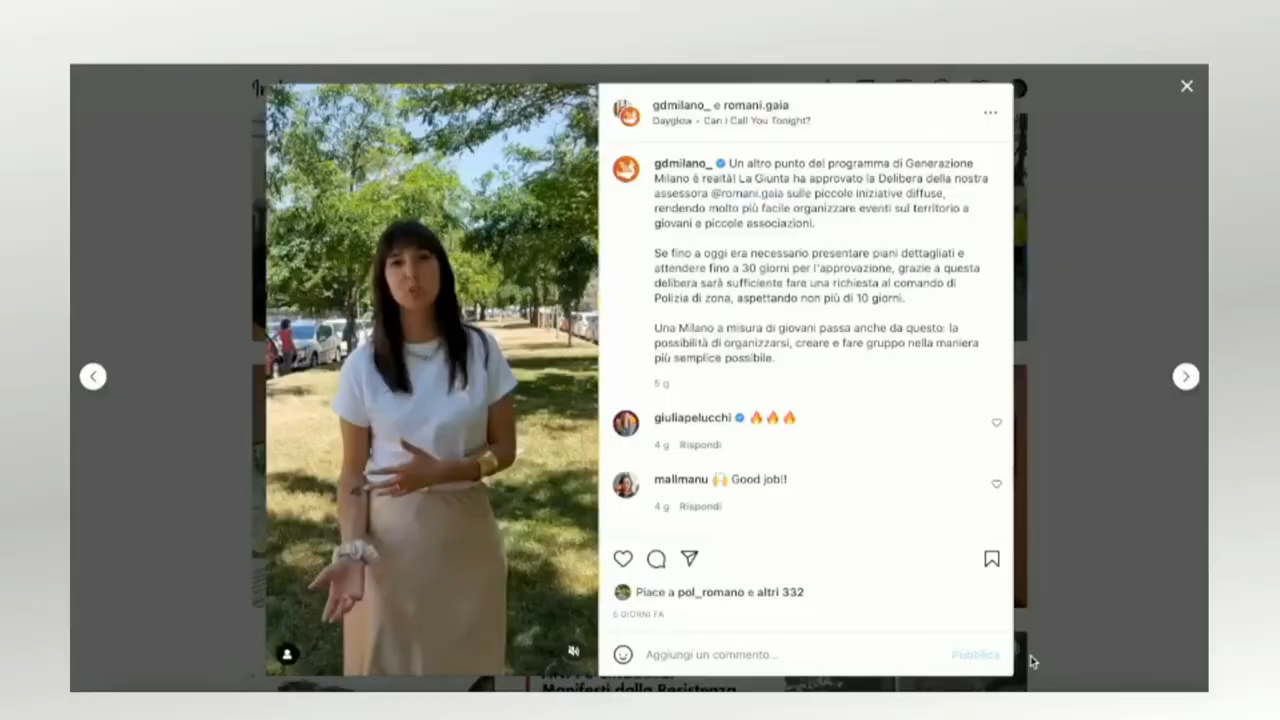 gdmilano_ e romani.gaia
Dayglow • Can I Call You Tonight?
gdmilano_ Un altro punto del programma di Generazione
Milano è realtà! La Giunta ha approvato la Delibera della nostra
assessora @romani.gaia sulle piccole iniziative diffuse,
rendendo molto più facile organizzare eventi sul territorio a
giovani e piccole associazioni.
Se fino a oggi era necessario presentare piani dettagliati e
attendere fino a 30 giorni per l'approvazione, grazie a questa
delibera sarà sufficiente fare una richiesta al comando di
Polizia di zona, aspettando non più di 10 giorni.
Una Milano a misura di giovani passa anche da questo: la
possibilità di organizzarsi, creare e fare gruppo nella maniera
più semplice possibile.
5 g
giuliapelucchi 🔥🔥🔥
4 g Rispondi
mallmanu 🙌 Good job!!
4 g Rispondi
Piace a pol_romano e altri 332
5 GIORNI FA
Aggiungi un commento... Pubblica
Manifesti dalla Resistenza